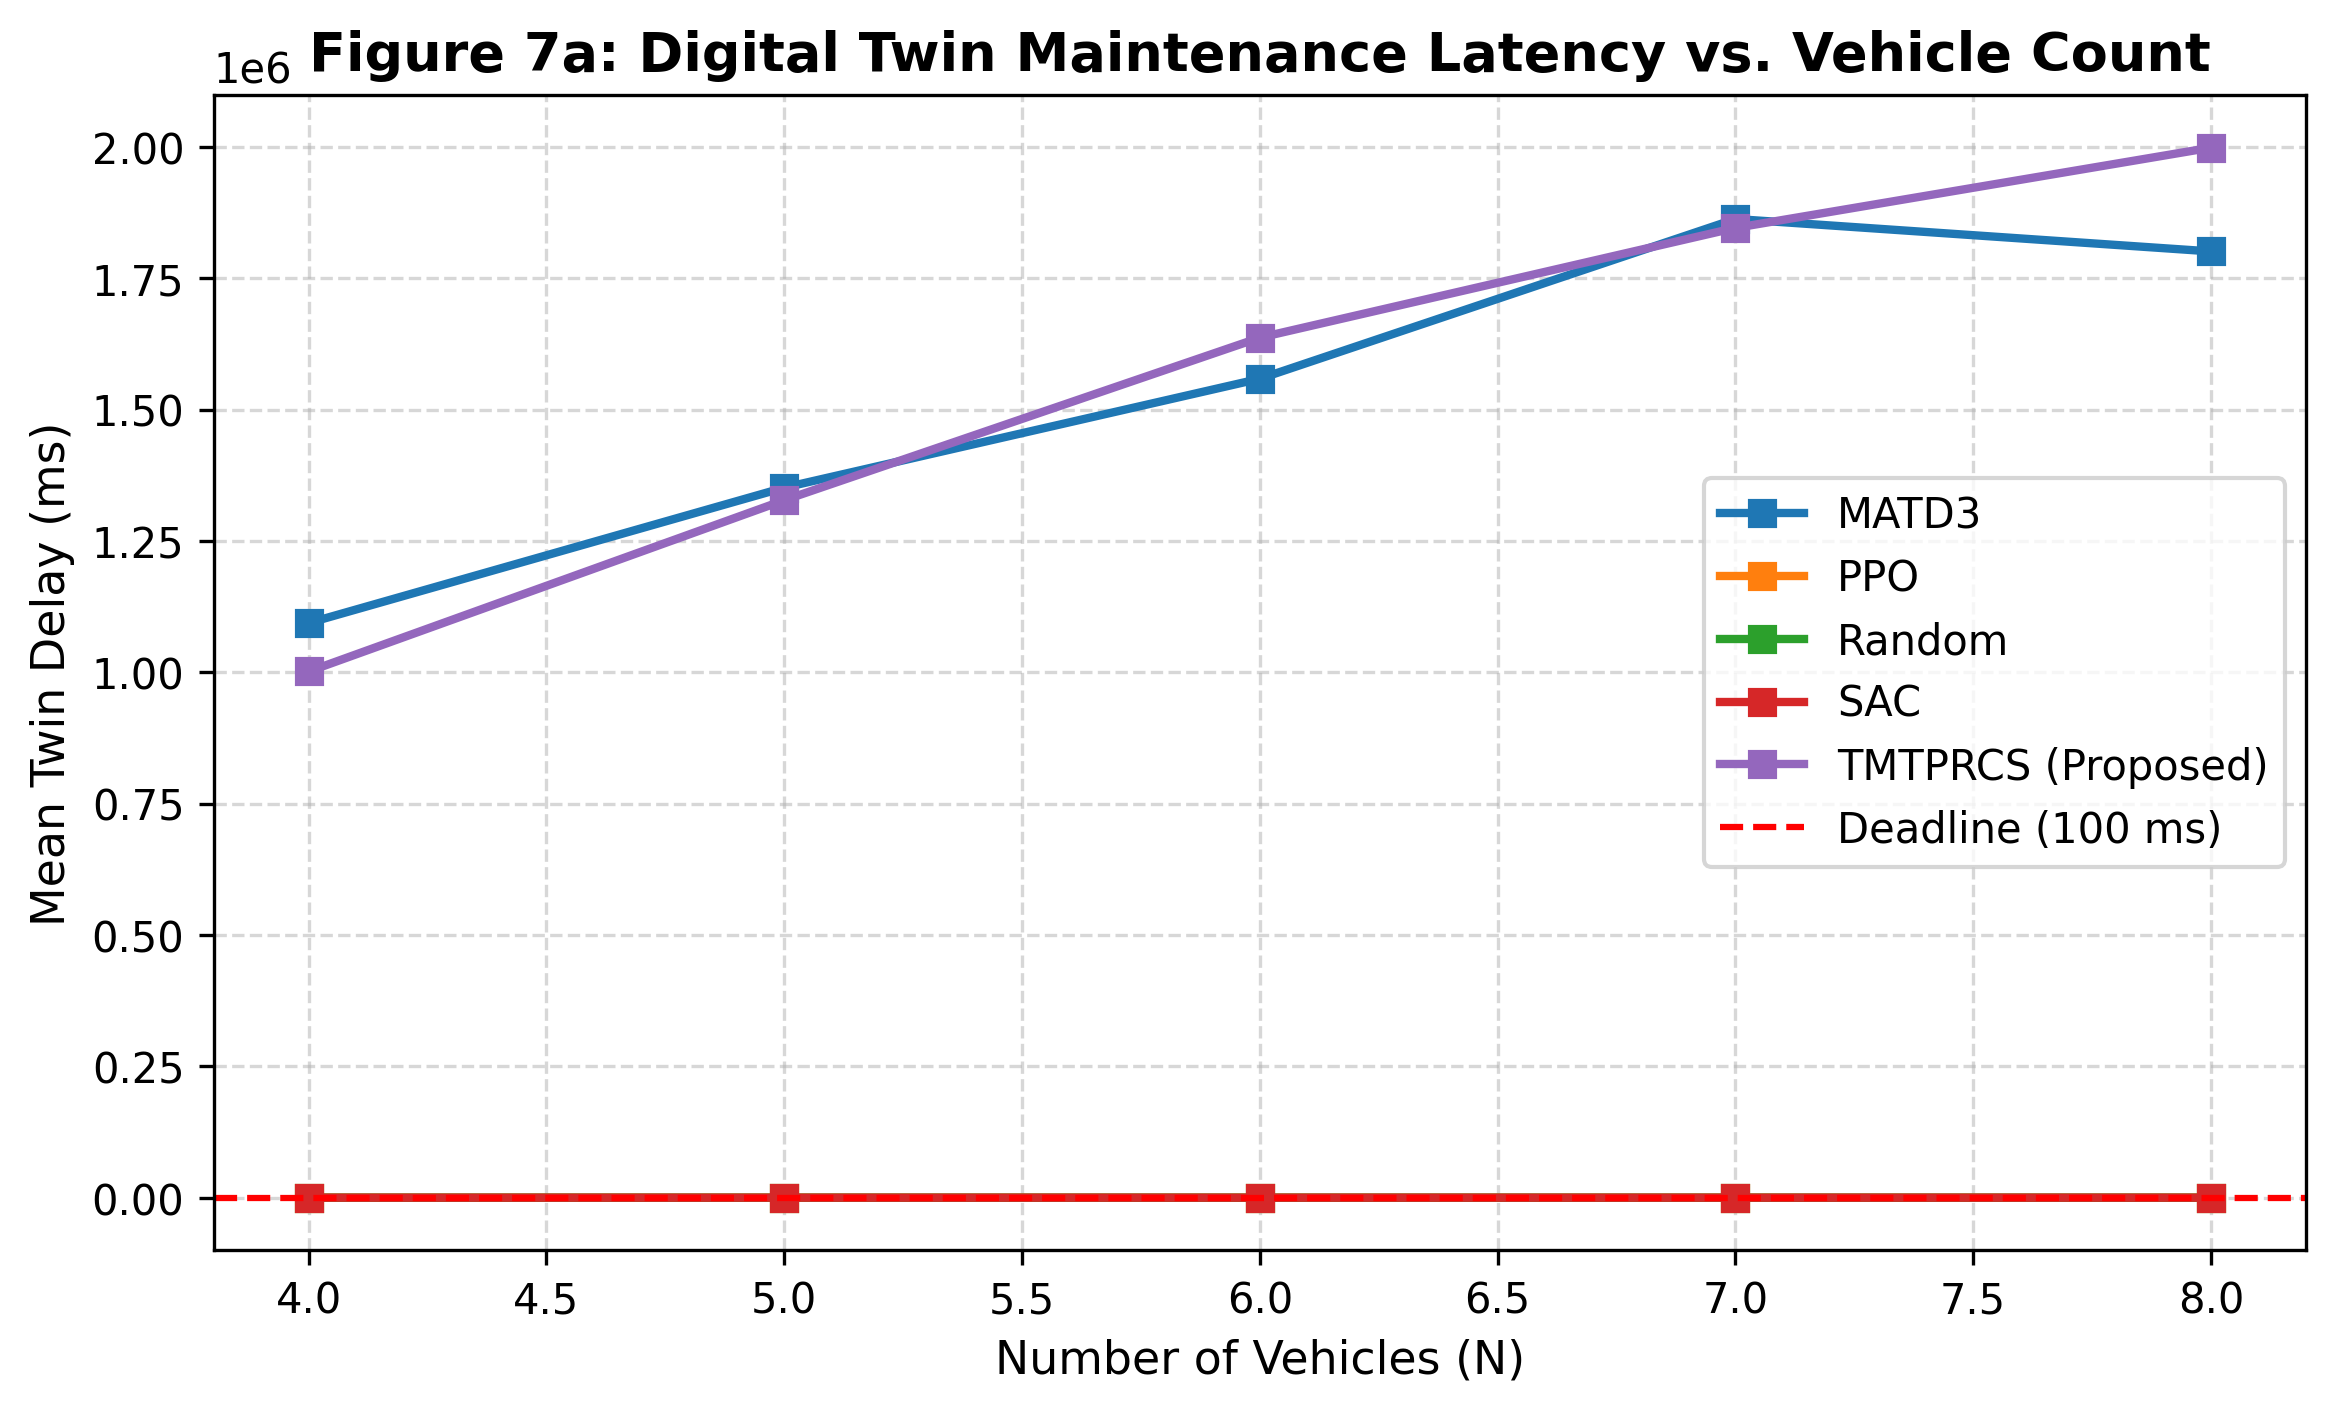 Figure 7a: Digital Twin Maintenance Latency vs. Vehicle Count
1e6
2.00
1.75
1.50
1.25
1.00
0.75
0.50
0.25
0.00
Mean Twin Delay (ms)
MATD3
PPO
Random
SAC
TMTPRCS (Proposed)
Deadline (100 ms)
4.0 4.5 5.0 5.5 6.0 6.5 7.0 7.5 8.0
Number of Vehicles (N)